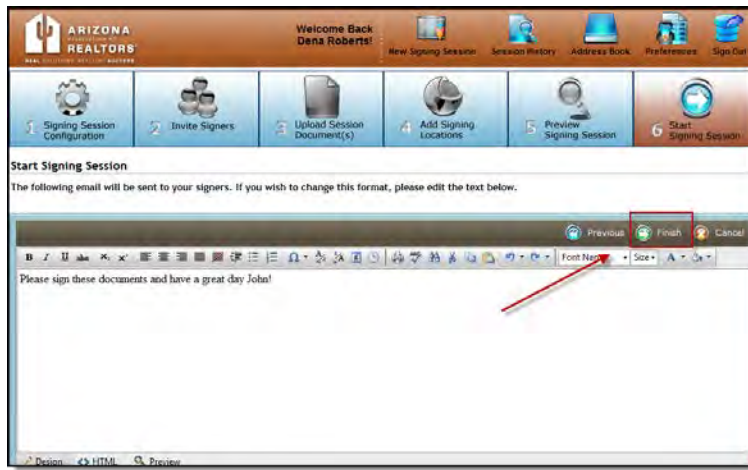 ARIZONA
REALTORS®
Welcome Back
Dena Roberts!
New Signing Session
Session History
Address Book
Preferences
Sign Out
1 Signing Session
Configuration
2 Invite Signers
3 Upload Session
Document(s)
4 Add Signing
Locations
5 Preview
Signing Session
6 Start
Signing Session
Start Signing Session
The following email will be sent to your signers. If you wish to change this format, please edit the text below.
Previous
Finish
Cancel
B I U abc
Size
A
Please sign these documents and have a great day John!
Design
HTML
Preview